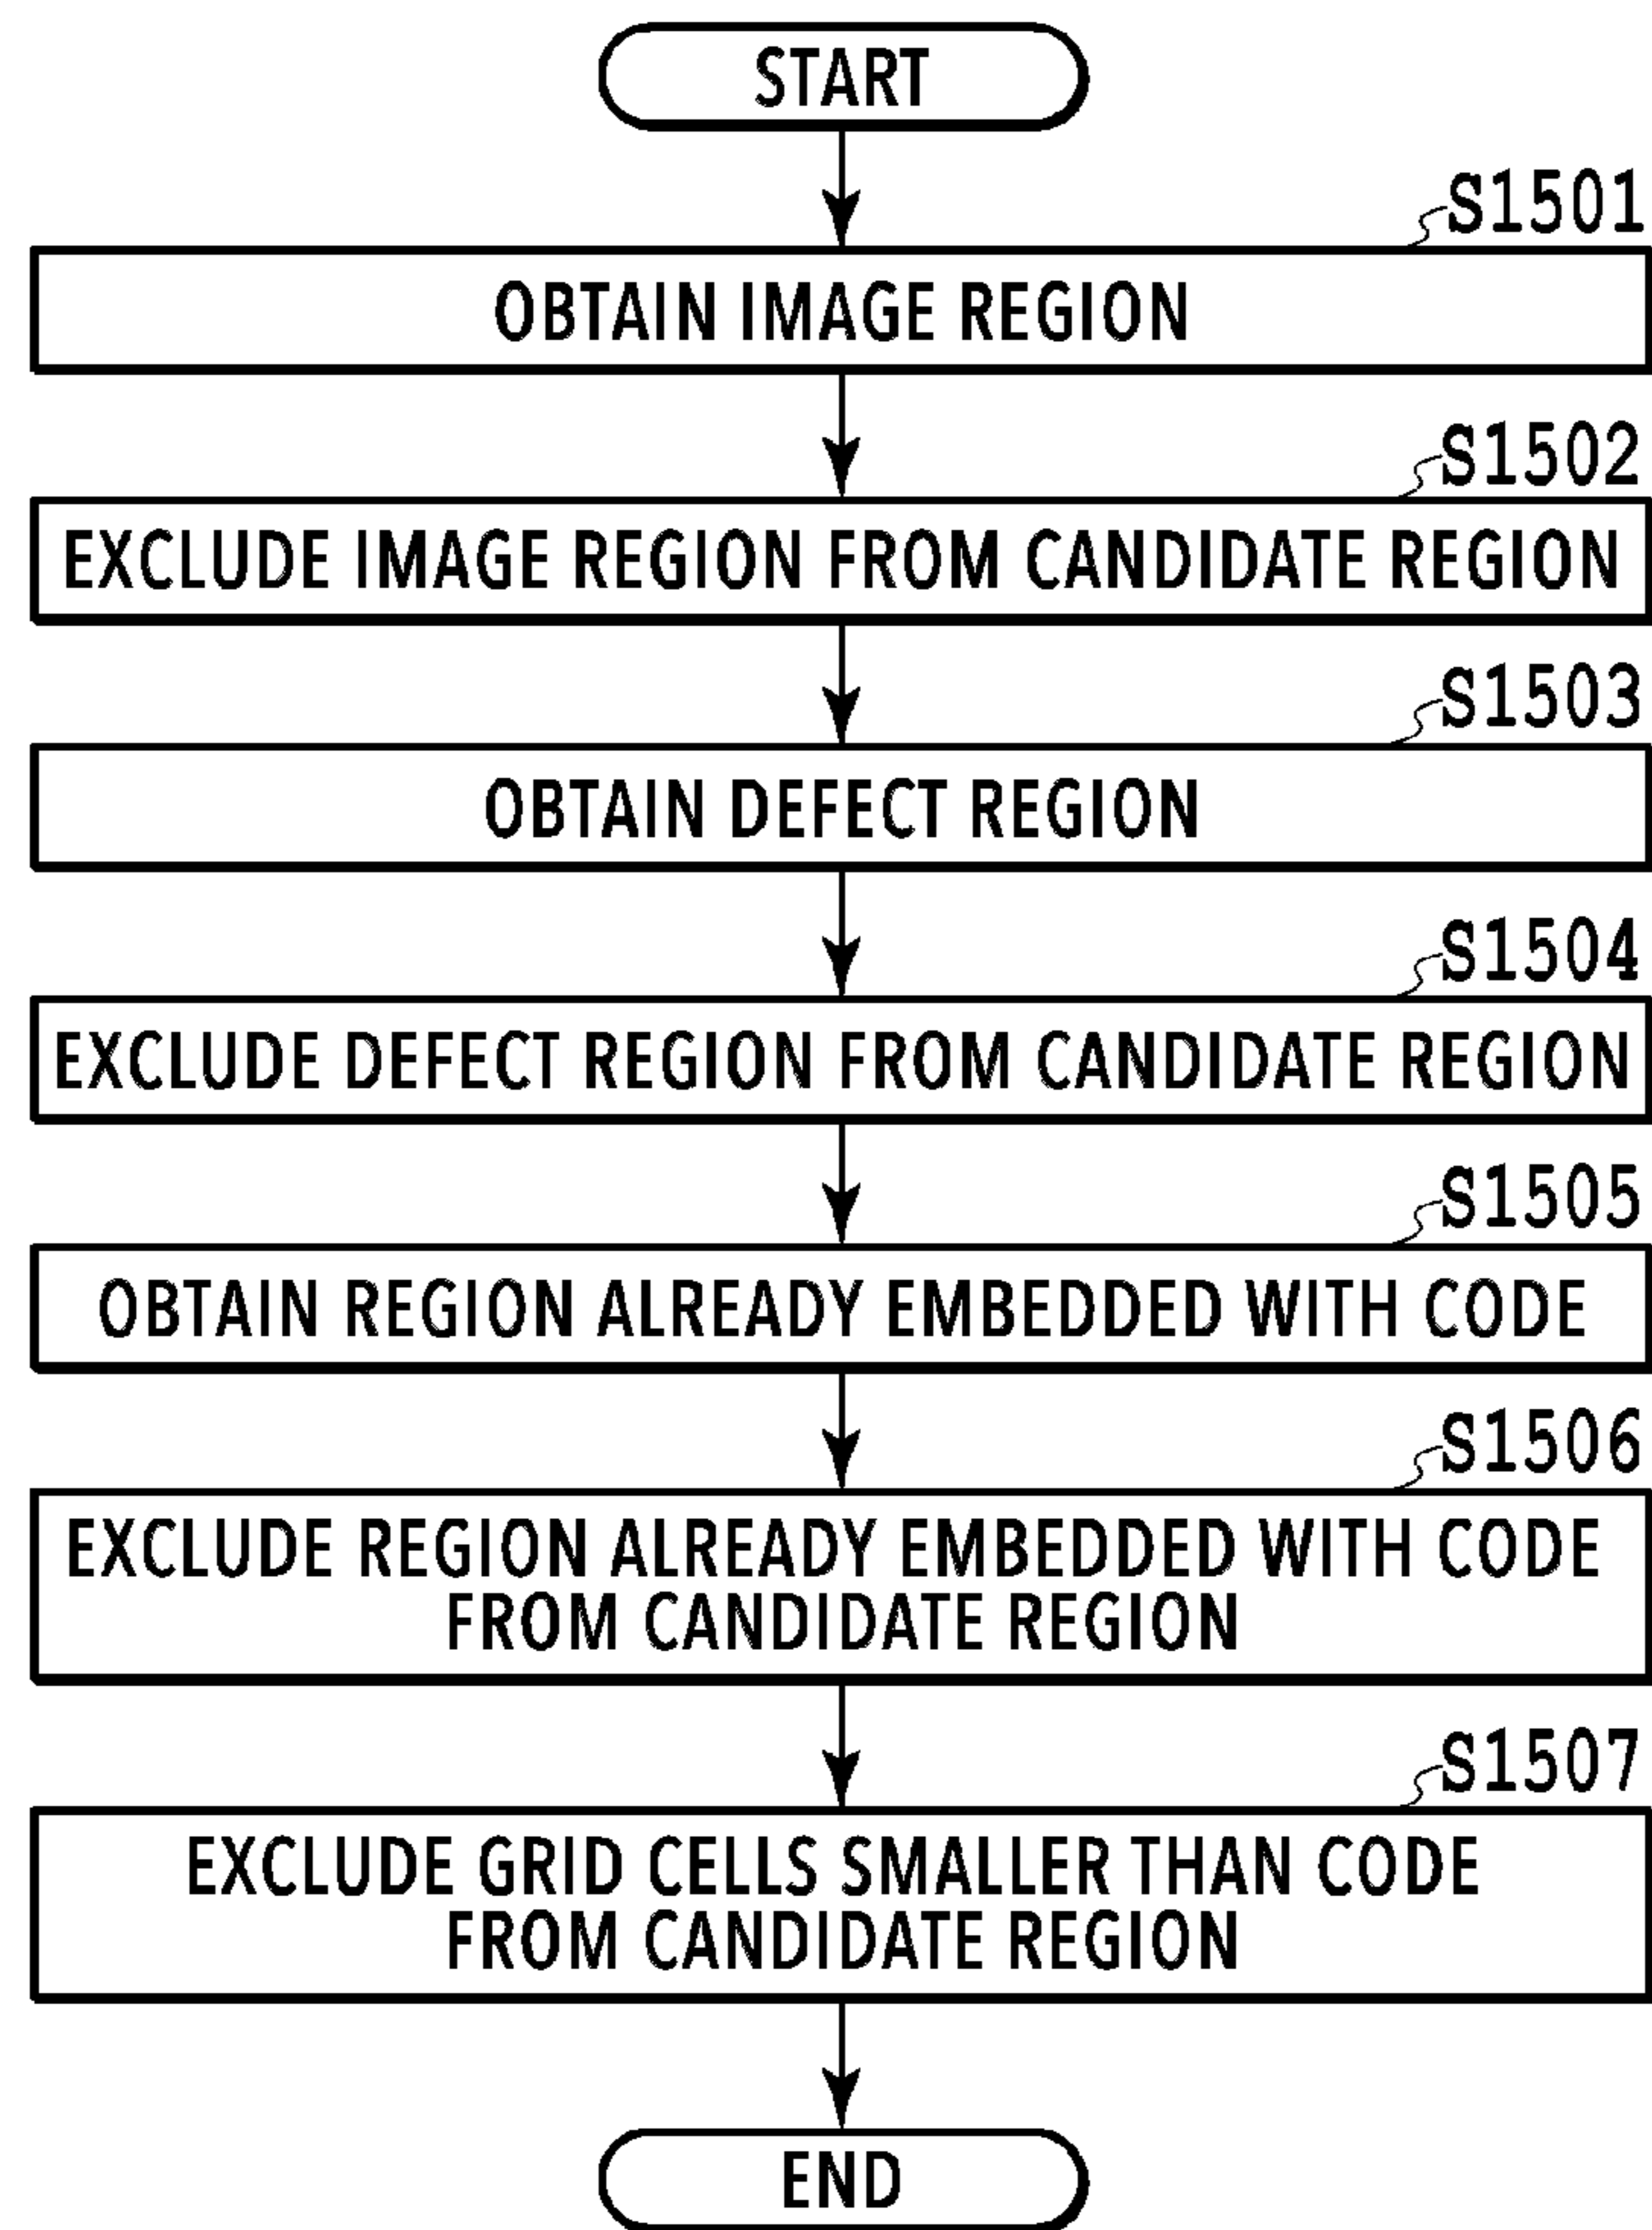 START
S1501
OBTAIN IMAGE REGION
S1502
EXCLUDE IMAGE REGION FROM CANDIDATE REGION
S1503
OBTAIN DEFECT REGION
S1504
EXCLUDE DEFECT REGION FROM CANDIDATE REGION
S1505
OBTAIN REGION ALREADY EMBEDDED WITH CODE
S1506
EXCLUDE REGION ALREADY EMBEDDED WITH CODE
FROM CANDIDATE REGION
S1507
EXCLUDE GRID CELLS SMALLER THAN CODE
FROM CANDIDATE REGION
END